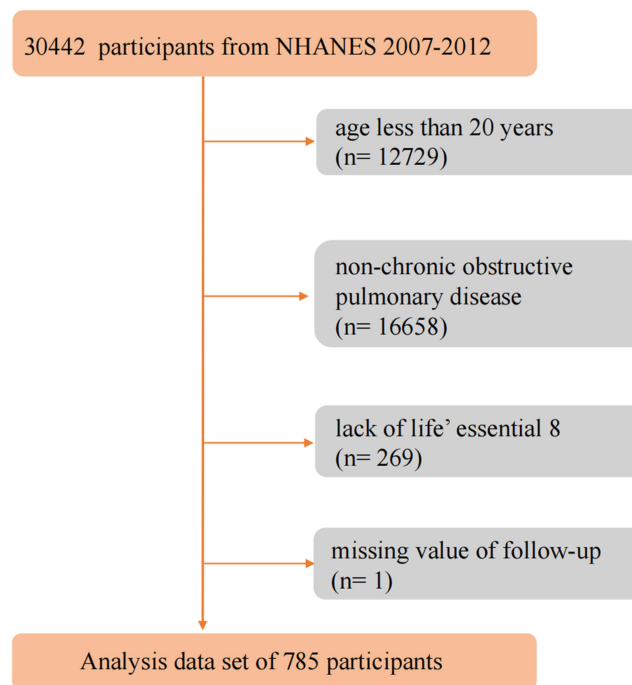 30442 participants from NHANES 2007-2012
age less than 20 years
(n= 12729)
non-chronic obstructive
pulmonary disease
(n= 16658)
lack of life’ essential 8
(n= 269)
missing value of follow-up
(n= 1)
Analysis data set of 785 participants